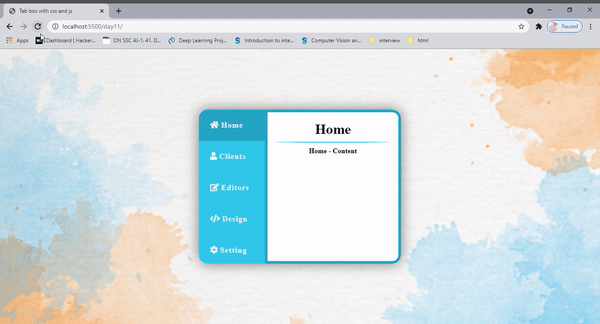 Tab box with css and js
localhost:5500/day11/
Paused
Apps
Dashboard | Hacker...
ON SSC AI-1: 41. D...
Deep Learning Proj...
Introduction to inte...
Computer Vision an...
interview
html
Home
Clients
Editors
Design
Setting
Home
Home - Content